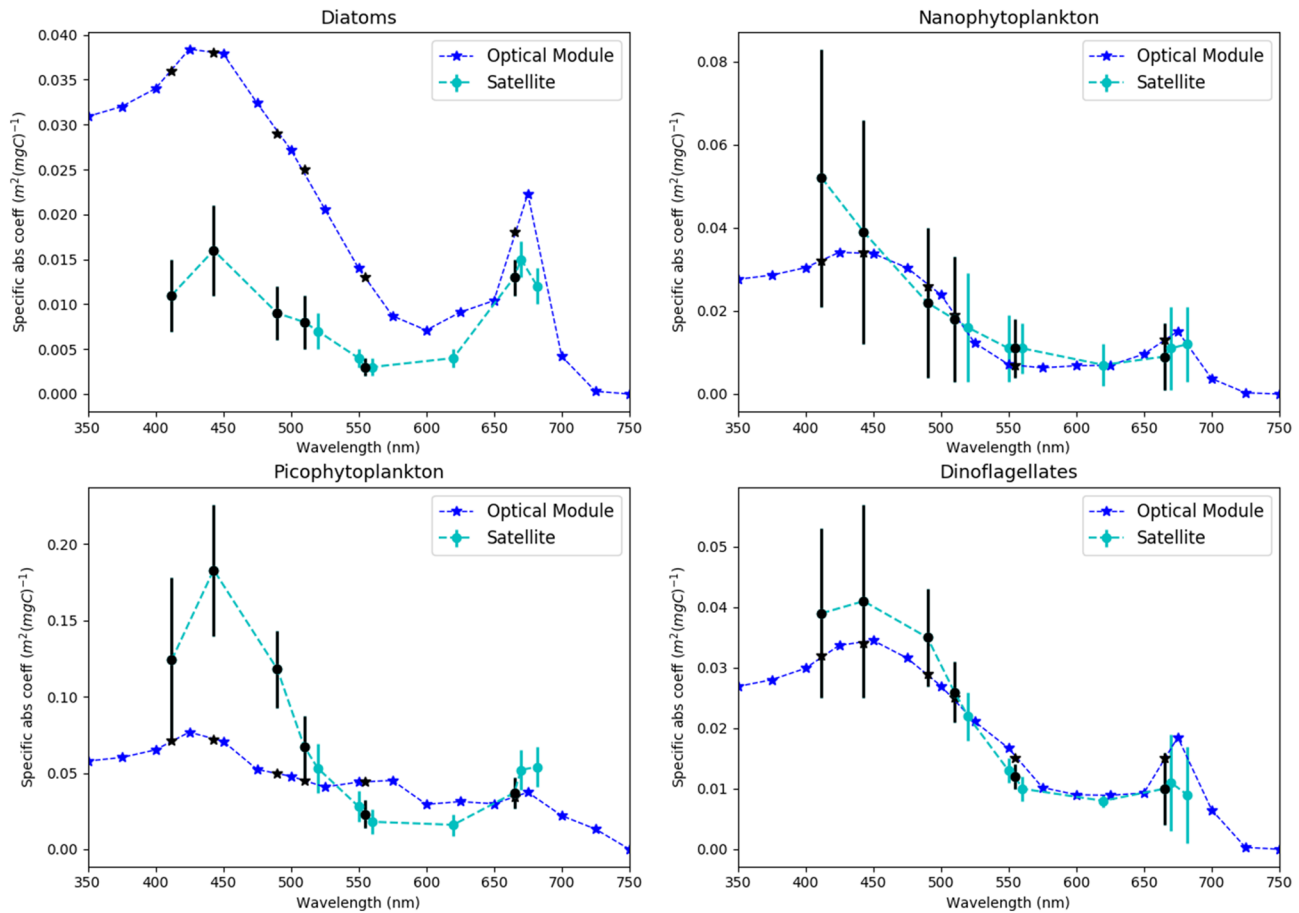 Diatoms
Specific abs coeff (m²(mgC)⁻¹)
0.040
0.035
0.030
0.025
0.020
0.015
0.010
0.005
0.000
Optical Module
Satellite
350 400 450 500 550 600 650 700 750
Wavelength (nm)
Nanophytoplankton
Specific abs coeff (m²(mgC)⁻¹)
0.08
0.06
0.04
0.02
0.00
Optical Module
Satellite
350 400 450 500 550 600 650 700 750
Wavelength (nm)
Picophytoplankton
Specific abs coeff (m²(mgC)⁻¹)
0.20
0.15
0.10
0.05
0.00
Optical Module
Satellite
350 400 450 500 550 600 650 700 750
Wavelength (nm)
Dinoflagellates
Specific abs coeff (m²(mgC)⁻¹)
0.05
0.04
0.03
0.02
0.01
0.00
Optical Module
Satellite
350 400 450 500 550 600 650 700 750
Wavelength (nm)